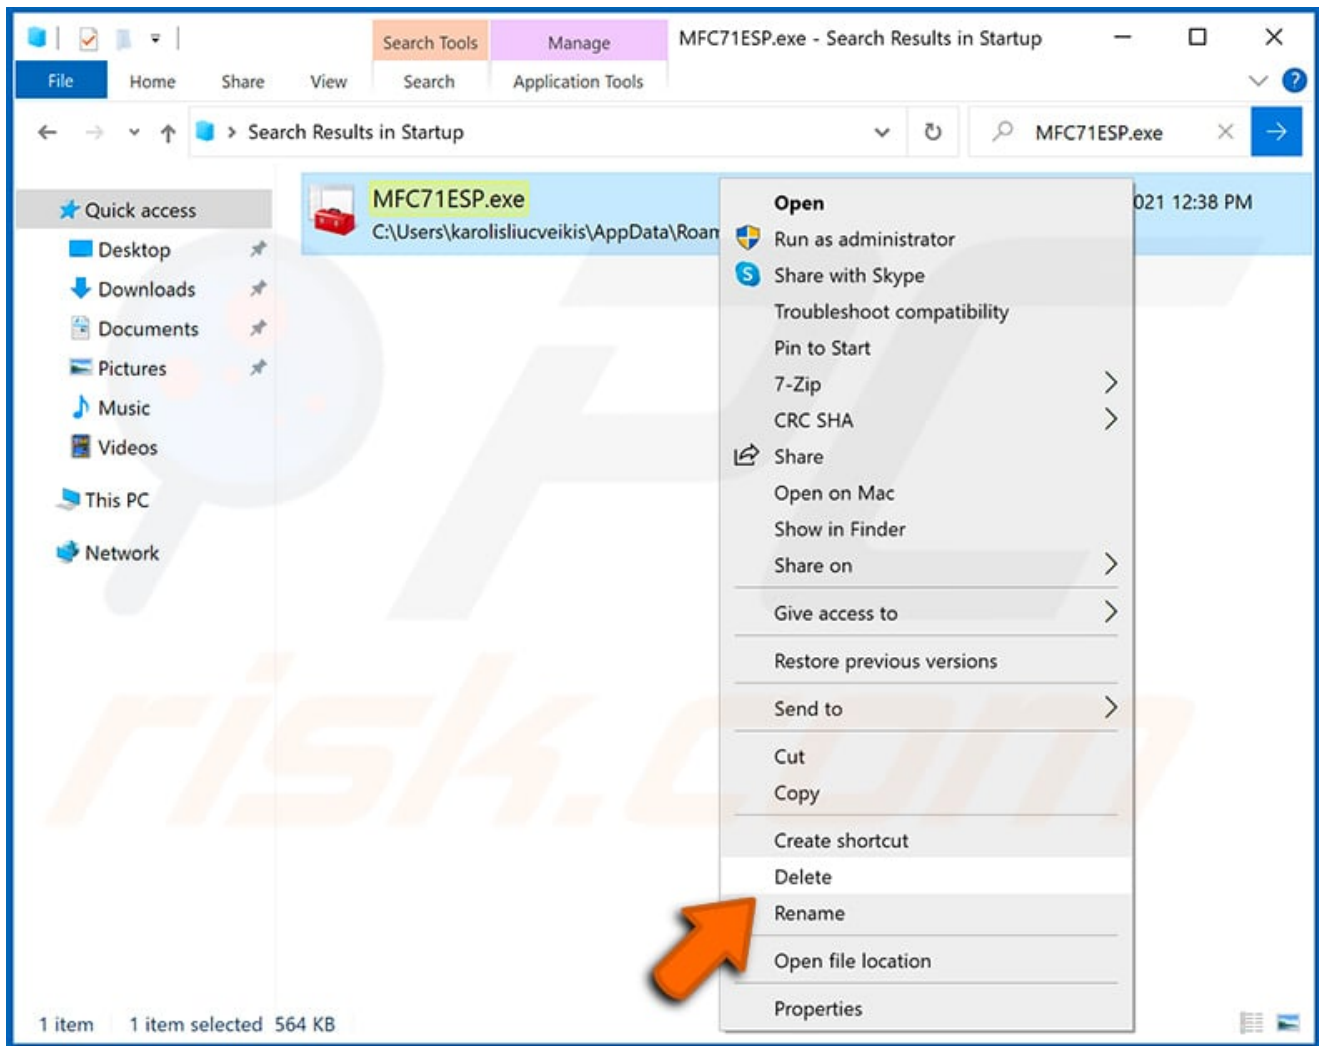 Search Tools
Manage
MFC71ESP.exe - Search Results in Startup
File
Home
Share
View
Search
Application Tools
Search Results in Startup
MFC71ESP.exe
Quick access
Desktop
Downloads
Documents
Pictures
Music
Videos
This PC
Network
MFC71ESP.exe
C:\Users\karolisliucveikis\AppData\Roam
021 12:38 PM
Open
Run as administrator
Share with Skype
Troubleshoot compatibility
Pin to Start
7-Zip
CRC SHA
Share
Open on Mac
Show in Finder
Share on
Give access to
Restore previous versions
Send to
Cut
Copy
Create shortcut
Delete
Rename
Open file location
Properties
PC
risk.com
1 item
1 item selected 564 KB